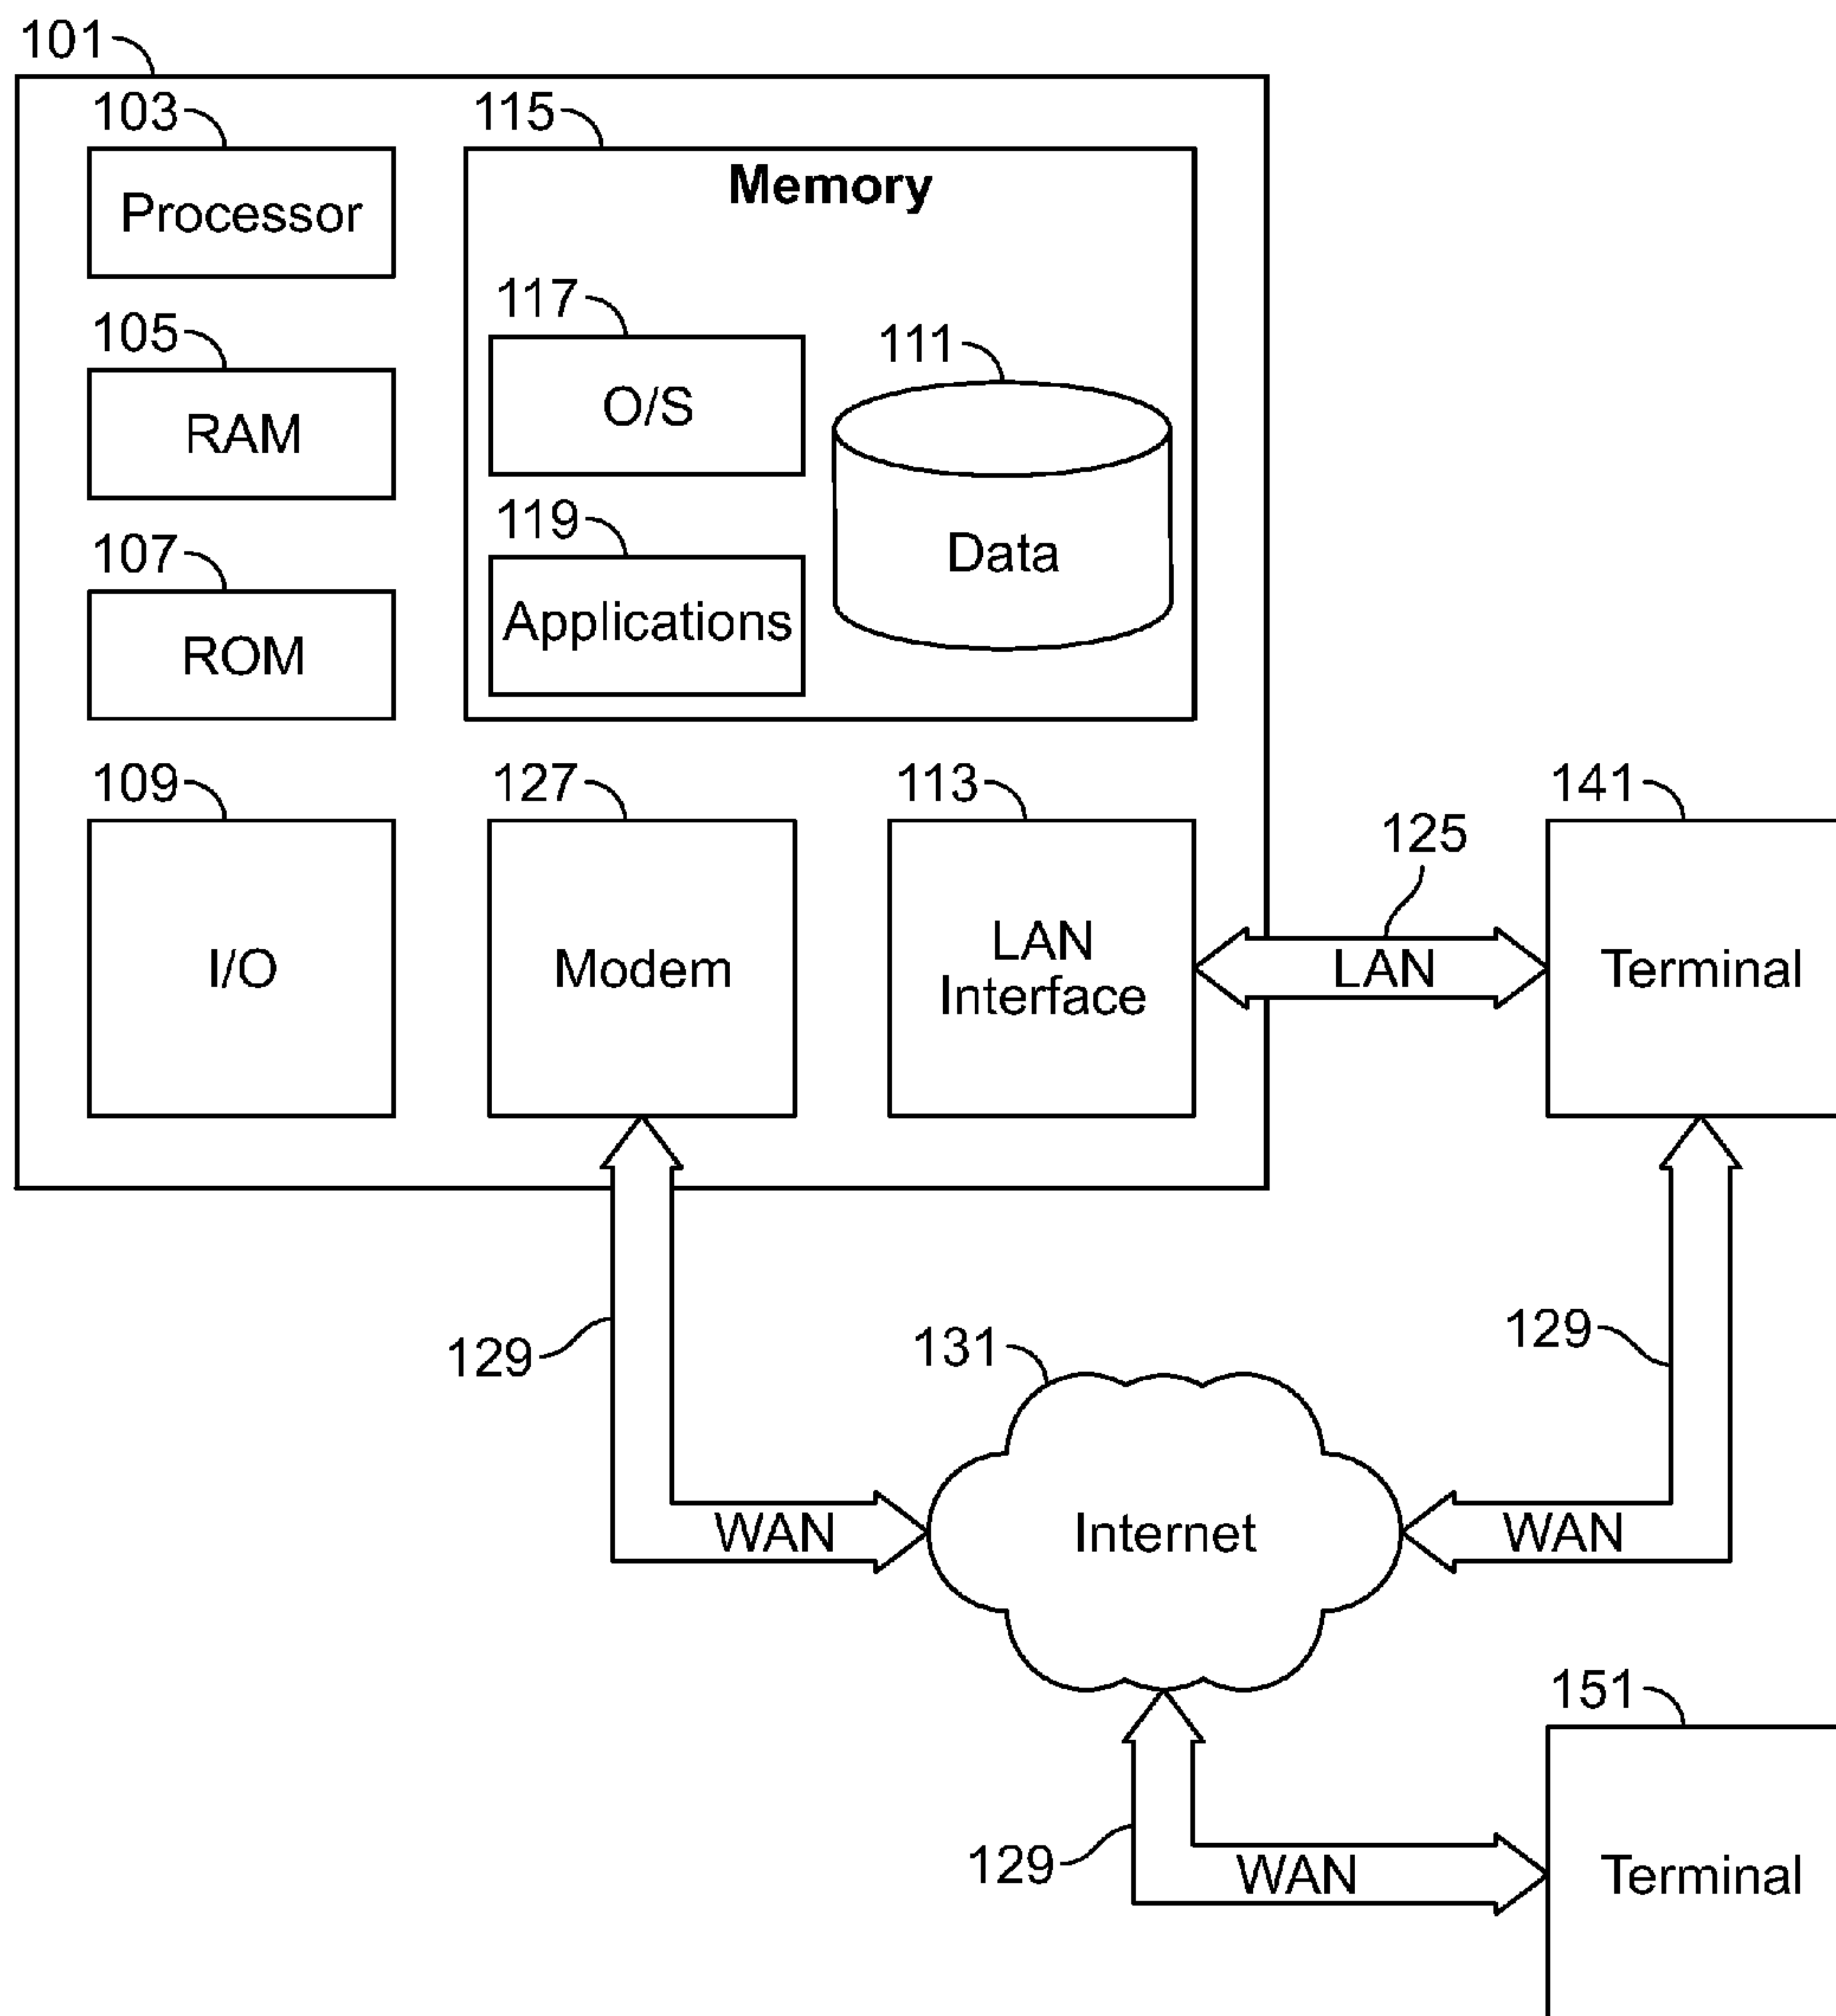 101
103
Processor
105
RAM
107
ROM
115
Memory
117
O/S
111
Data
119
Applications
109
I/O
127
Modem
113
LAN
Interface
125
LAN
141
Terminal
129
WAN
131
Internet
129
WAN
129
WAN
151
Terminal